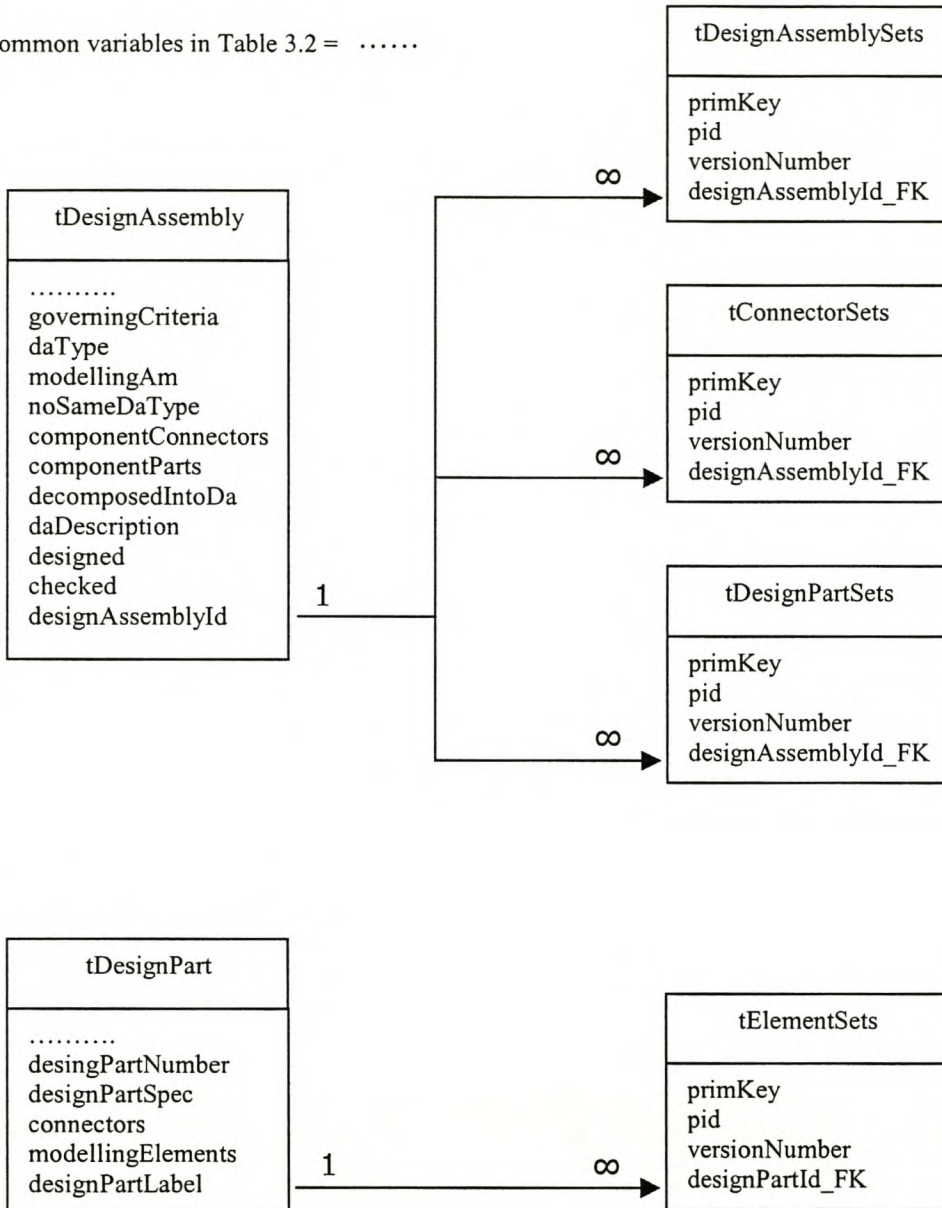 ommon variables in Table 3.2 = ......
tDesignAssemblySets
primKey
pid
versionNumber
designAssemblyId_FK
∞
tDesignAssembly
..........
governingCriteria
daType
modellingAm
noSameDaType
componentConnectors
componentParts
decomposedIntoDa
daDescription
designed
checked
designAssemblyId
1
tConnectorSets
primKey
pid
versionNumber
designAssemblyId_FK
∞
tDesignPartSets
primKey
pid
versionNumber
designAssemblyId_FK
∞
tDesignPart
..........
desingPartNumber
designPartSpec
connectors
modellingElements
designPartLabel
1
∞
tElementSets
primKey
pid
versionNumber
designPartId_FK